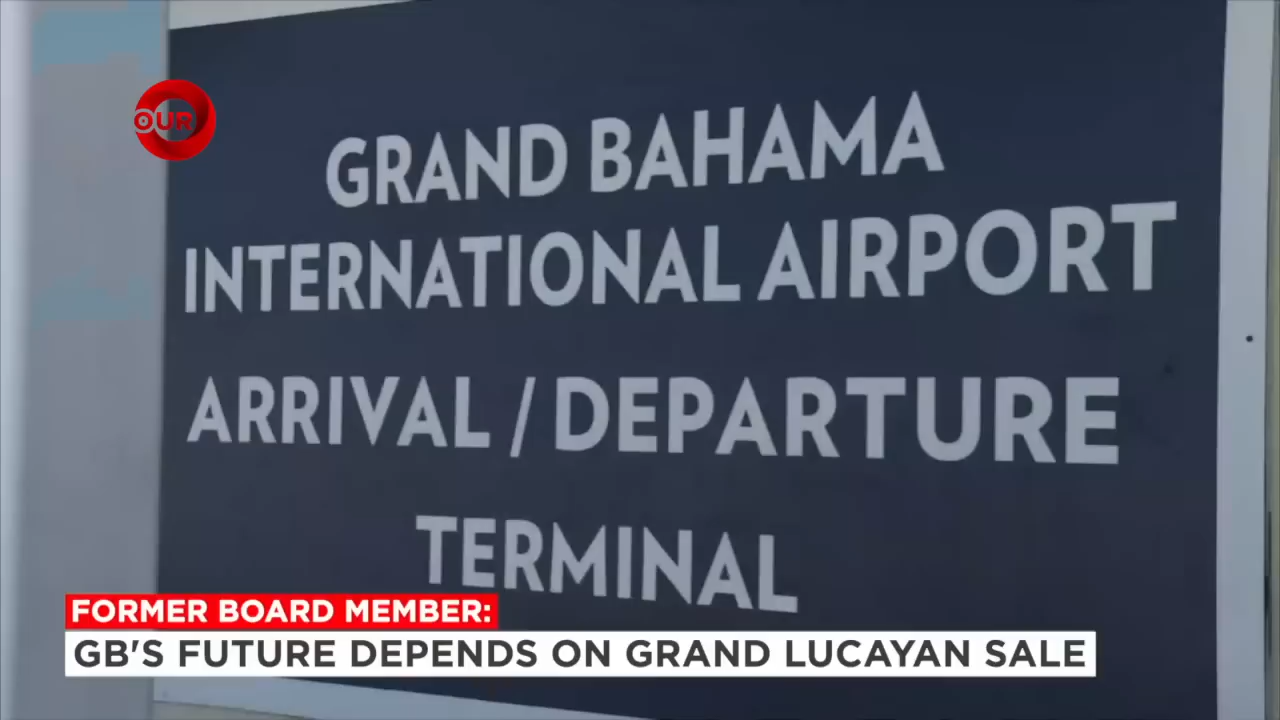 OUR
GRAND BAHAMA
INTERNATIONAL AIRPORT
ARRIVAL / DEPARTURE
TERMINAL
FORMER BOARD MEMBER:
GB'S FUTURE DEPENDS ON GRAND LUCAYAN SALE